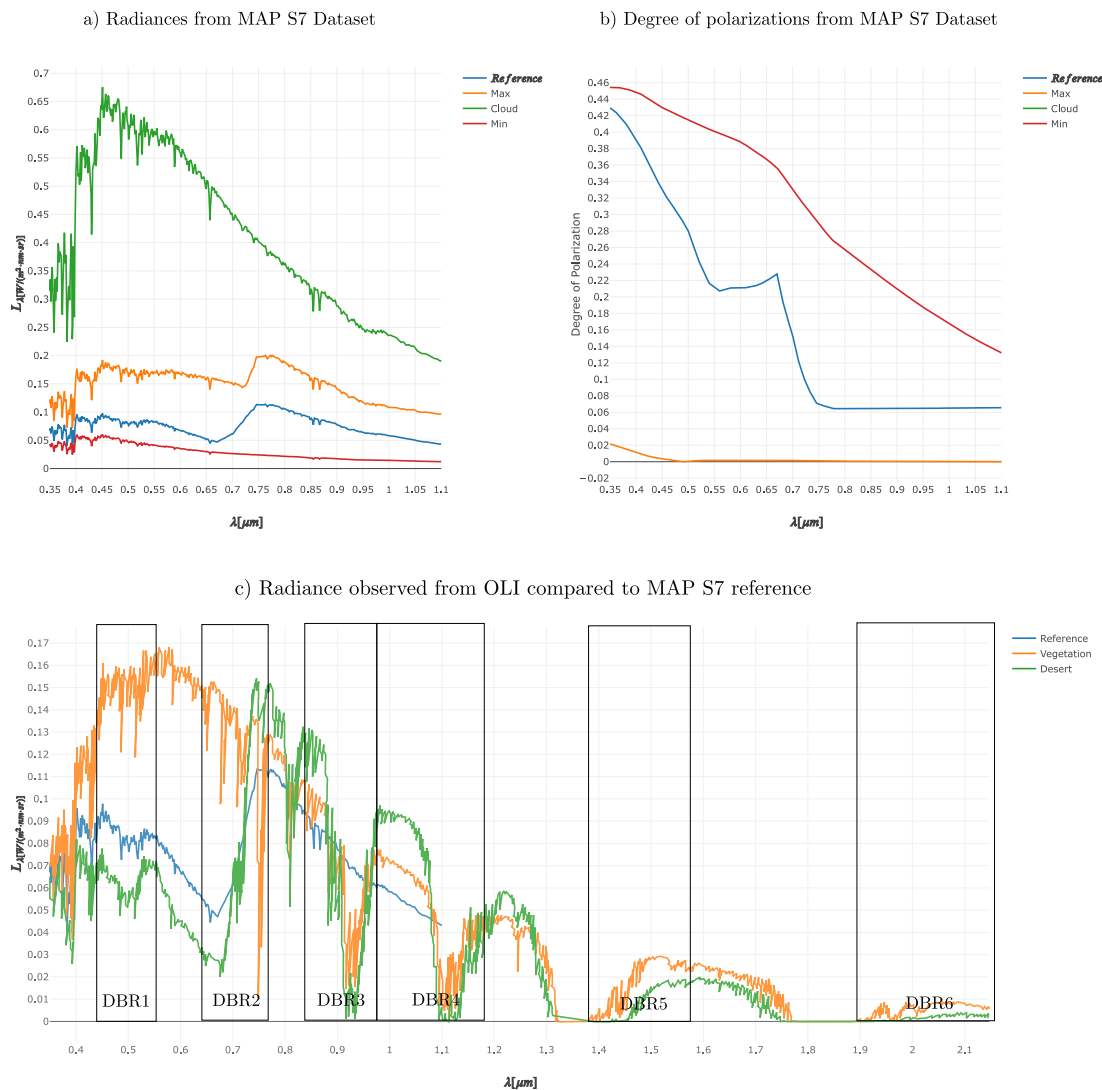 a) Radiances from MAP S7 Dataset
b) Degree of polarizations from MAP S7 Dataset
0.7
0.65
0.6
0.55
0.5
0.45
0.4
0.35
0.3
0.25
0.2
0.15
0.1
0.05
0
L_λ[W/(m²·nm·sr)]
0.35 0.4 0.45 0.5 0.55 0.6 0.65 0.7 0.75 0.8 0.85 0.9 0.95 1 1.05 1.1
λ[μm]
Reference
Max
Cloud
Min
0.46
0.44
0.42
0.4
0.38
0.36
0.34
0.32
0.3
0.28
0.26
0.24
0.22
0.2
0.18
0.16
0.14
0.12
0.1
0.08
0.06
0.04
0.02
0
−0.02
Degree of Polarization
0.35 0.4 0.45 0.5 0.55 0.6 0.65 0.7 0.75 0.8 0.85 0.9 0.95 1 1.05 1.1
λ[μm]
Reference
Max
Cloud
Min
c) Radiance observed from OLI compared to MAP S7 reference
0.17
0.16
0.15
0.14
0.13
0.12
0.11
0.1
0.09
0.08
0.07
0.06
0.05
0.04
0.03
0.02
0.01
0
L_λ[W/(m²·nm·sr)]
DBR1 DBR2 DBR3 DBR4 DBR5 DBR6
0.4 0.5 0.6 0.7 0.8 0.9 1 1.1 1.2 1.3 1.4 1.5 1.6 1.7 1.8 1.9 2 2.1
λ[μm]
Reference
Vegetation
Desert